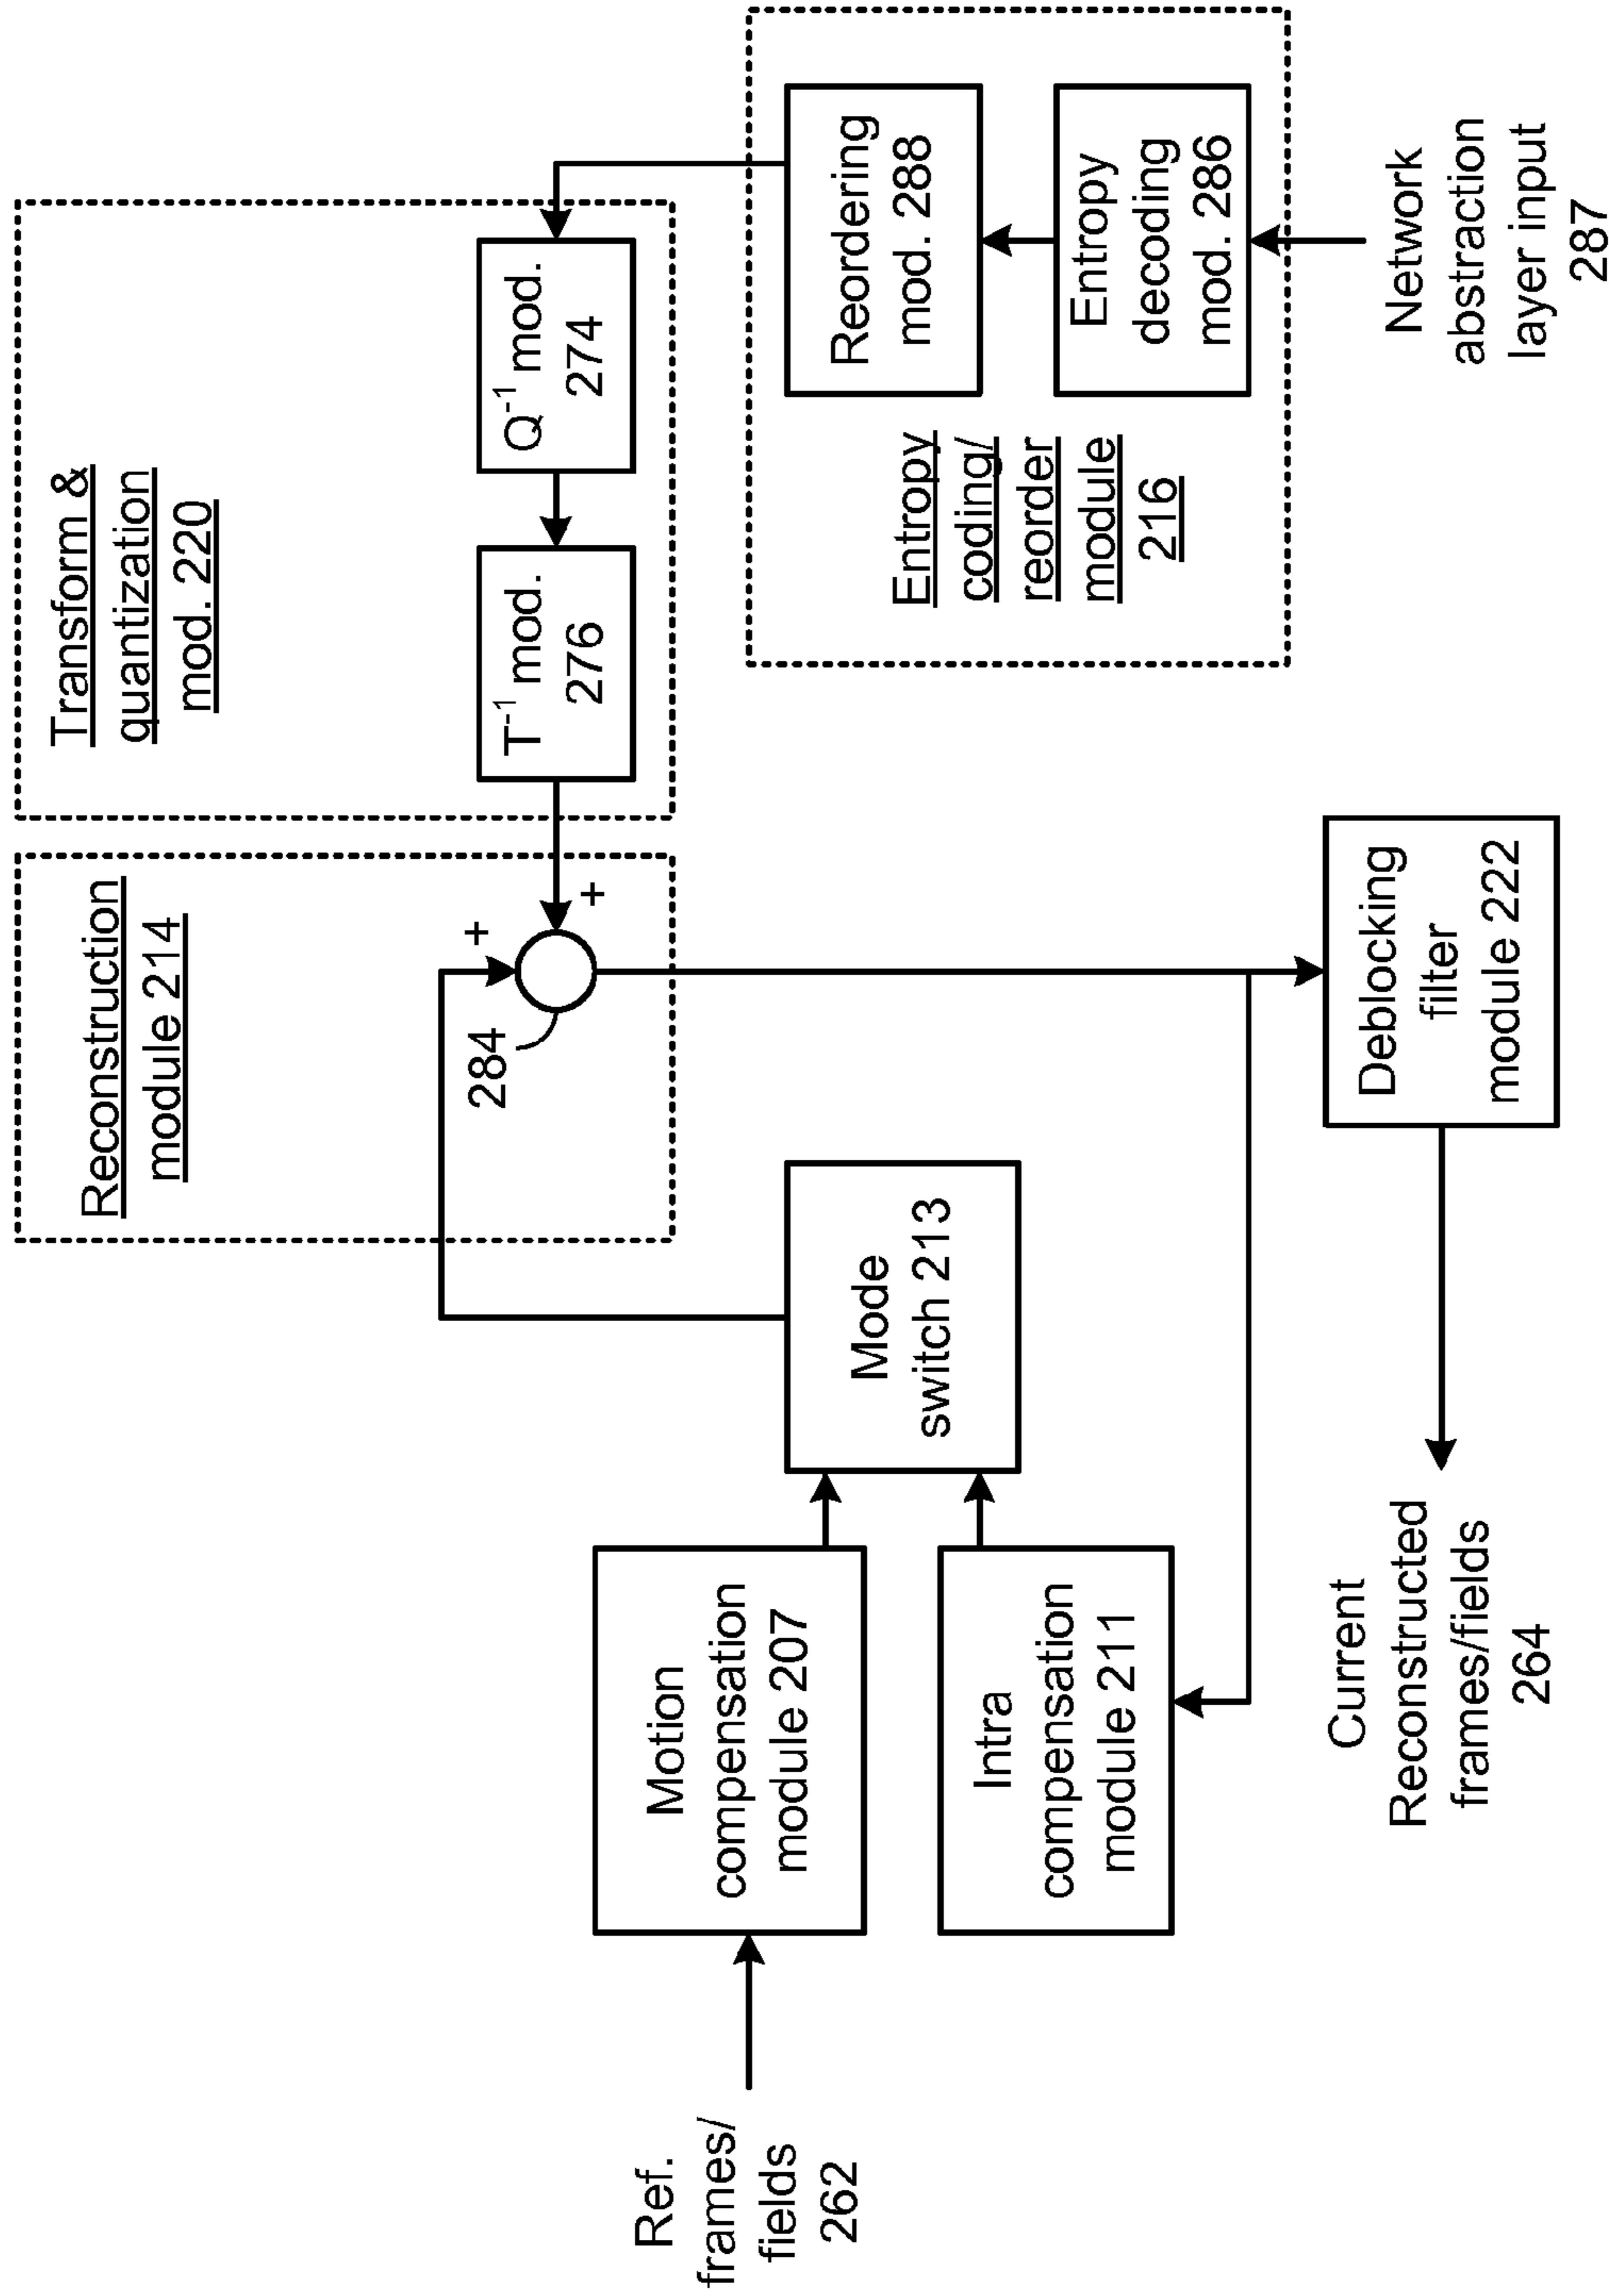 Reconstruction
module 214
Transform &
quantization
mod. 220
+
+
284
T-1 mod.
276
Q-1 mod.
274
Ref.
frames/
fields
262
Motion
compensation
module 207
Intra
compensation
module 211
Mode
switch 213
Entropy
coding/
reorder
module
216
Reordering
mod. 288
Entropy
decoding
mod. 286
Current
Reconstructed
frames/fields
264
Deblocking
filter
module 222
Network
abstraction
layer input
287